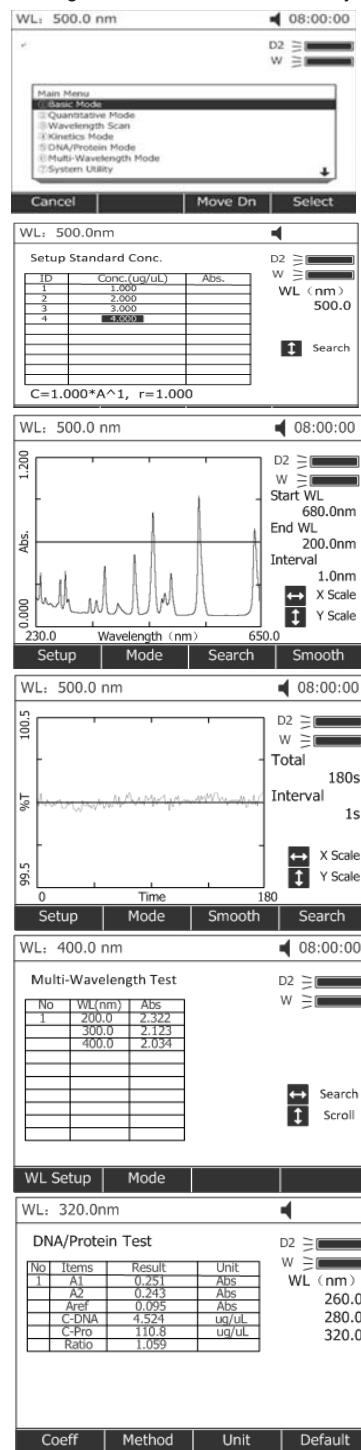 WL: 500.0 nm 08:00:00
D2
W
Main Menu
①Basic Mode
②Quantitative Mode
③Wavelength Scan
④Kinetics Mode
⑤DNA/Protein Mode
⑥Multi-Wavelength Mode
⑦System Utility
Cancel Move Dn Select
WL: 500.0nm
Setup Standard Conc. D2
W
ID Conc.(ug/uL) Abs. WL (nm)
1 1.000 500.0
2 2.000
3 3.000
4 4.000
Search
C=1.000*A^1, r=1.000
WL: 500.0 nm 08:00:00
1.200 D2
W
Start WL
680.0nm
End WL
Abs. 200.0nm
Interval
1.0nm
X Scale
0.000 Y Scale
230.0 Wavelength (nm) 650.0
Setup Mode Search Smooth
WL: 500.0 nm 08:00:00
100.5 D2
W
Total
180s
%T Interval
1s
X Scale
99.5 Y Scale
0 Time 180
Setup Mode Smooth Search
WL: 400.0 nm 08:00:00
Multi-Wavelength Test D2
W
No WL(nm) Abs
1 200.0 2.322
300.0 2.123
400.0 2.034
Search
Scroll
WL Setup Mode
WL: 320.0nm
DNA/Protein Test D2
W
No Items Result Unit WL (nm)
1 A1 0.251 Abs 260.0
A2 0.243 Abs 280.0
Aref 0.095 Abs 320.0
C-DNA 4.524 ug/uL
C-Pro 110.8 ug/uL
Ratio 1.059
Coeff Method Unit Default